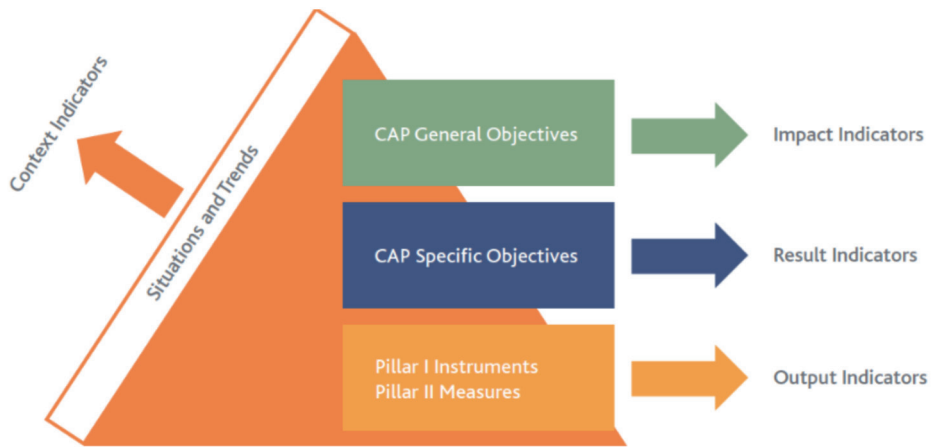 Context Indicators
Situations and Trends
CAP General Objectives
Impact Indicators
CAP Specific Objectives
Result Indicators
Pillar I Instruments
Pillar II Measures
Output Indicators